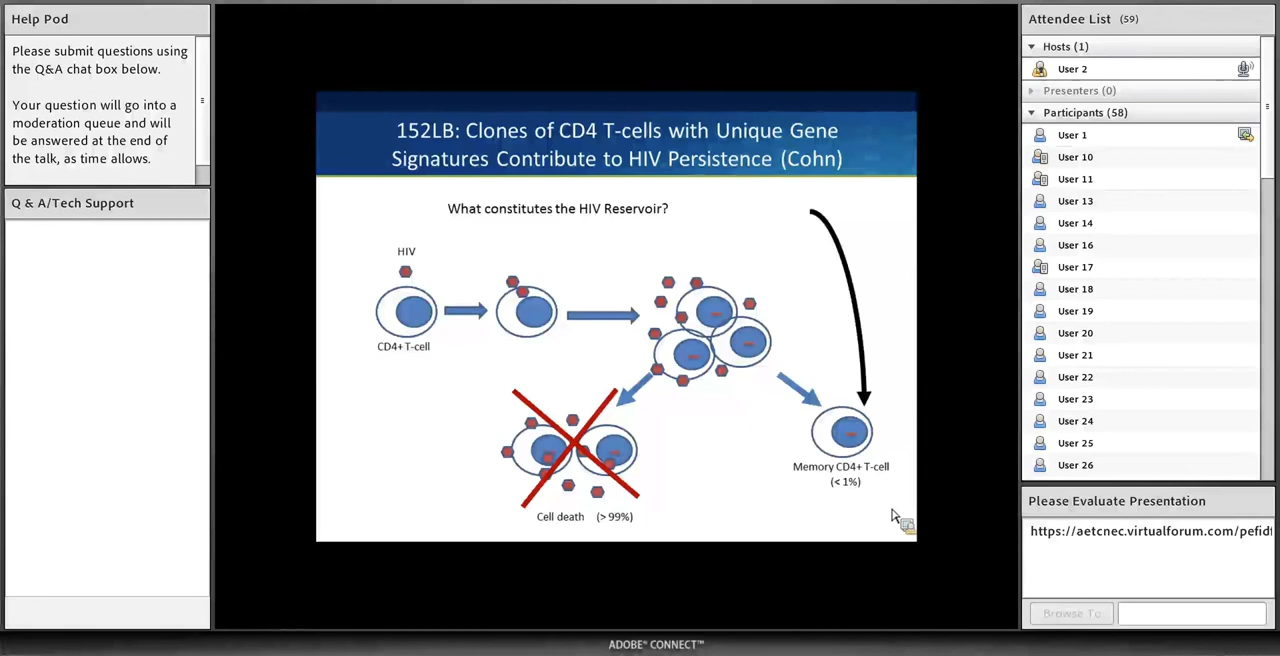 Help Pod
Please submit questions using
the Q&A chat box below.
Your question will go into a
moderation queue and will
be answered at the end of
the talk, as time allows.
Q & A/Tech Support
152LB: Clones of CD4 T-cells with Unique Gene
Signatures Contribute to HIV Persistence (Cohn)
What constitutes the HIV Reservoir?
HIV
CD4+ T-cell
Memory CD4+ T-cell
(< 1%)
Cell death (> 99%)
Attendee List (59)
Hosts (1)
User 2
Presenters (0)
Participants (58)
User 1
User 10
User 11
User 13
User 14
User 16
User 17
User 18
User 19
User 20
User 21
User 22
User 23
User 24
User 25
User 26
Please Evaluate Presentation
https://aetcnec.virtualforum.com/pefidt
Browse To
ADOBE® CONNECT™